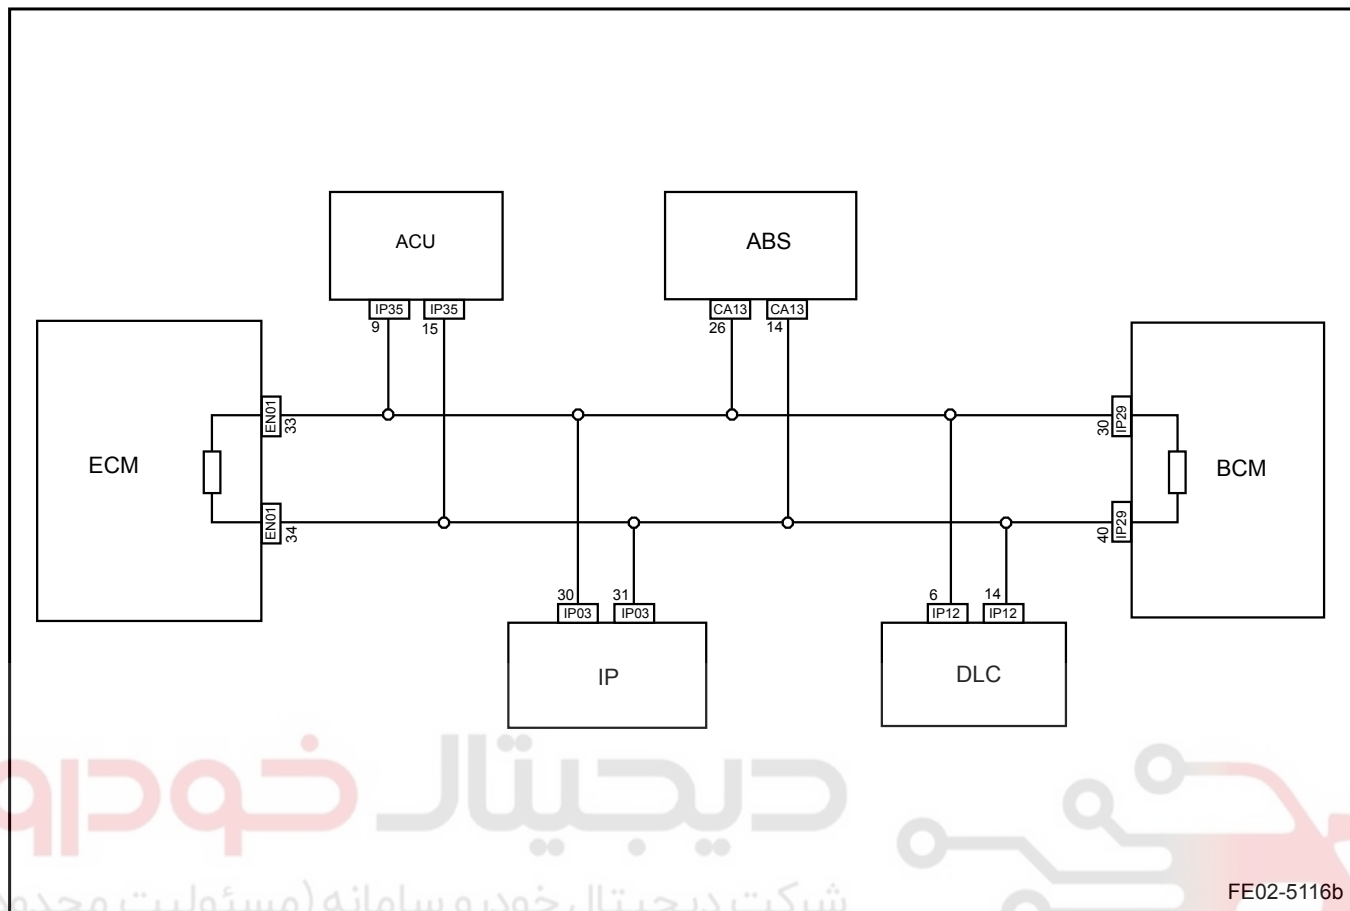 ACU
ABS
IP35
IP35
CA13
CA13
9
15
26
14
ECM
EN01
33
EN01
34
30
IP29
40
IP29
BCM
30
31
6
14
IP03
IP03
IP12
IP12
IP
DLC
دیجیتال خودرو
شرکت دیجیتال خودرو سامانه (مسئولیت محدود
FE02-5116b